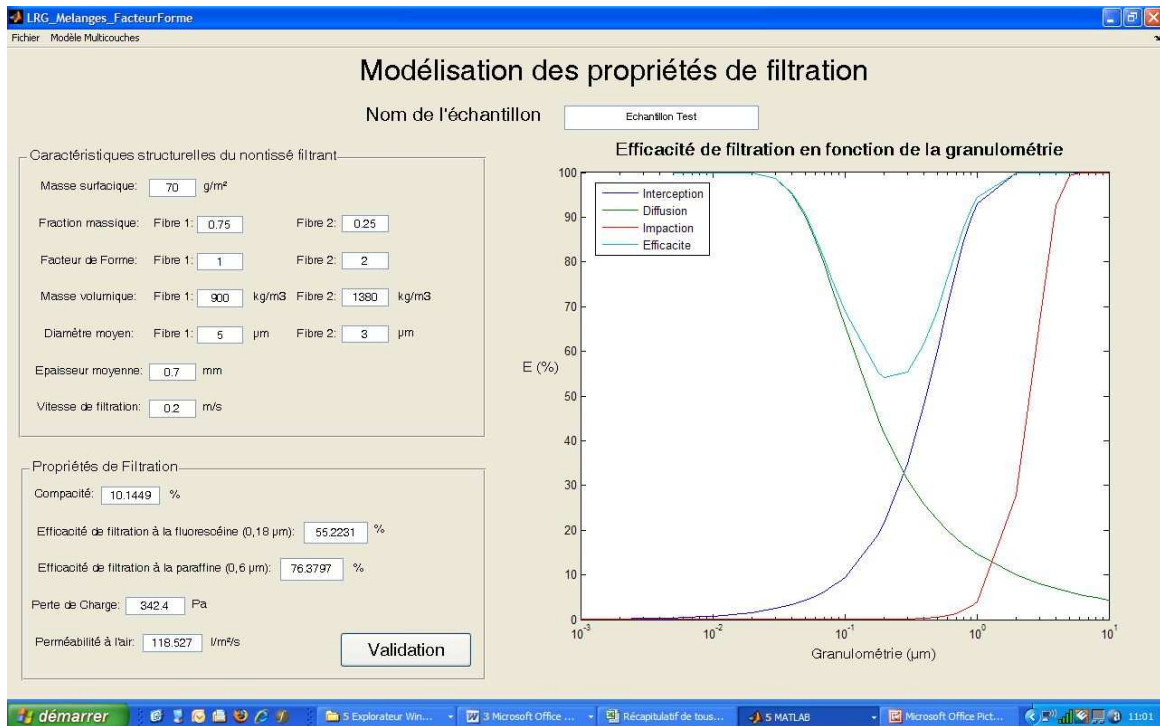 LRG_Melanges_FacteurForme
Fichier Modèle Multicouches
Modélisation des propriétés de filtration
Nom de l'échantillon Echantillon Test
Caractéristiques structurelles du nontissé filtrant
Masse surfacique: 70 g/m²
Fraction massique: Fibre 1: 0.75 Fibre 2: 0.25
Facteur de Forme: Fibre 1: 1 Fibre 2: 2
Masse volumique: Fibre 1: 900 kg/m3 Fibre 2: 1380 kg/m3
Diamètre moyen: Fibre 1: 5 µm Fibre 2: 3 µm
Epaisseur moyenne: 0.7 mm
Vitesse de filtration: 0.2 m/s
Propriétés de Filtration
Compacité: 10.1449 %
Efficacité de filtration à la fluoresoéine (0,18 µm): 55.2231 %
Efficacité de filtration à la paraffine (0,6 µm): 76.3797 %
Perte de Charge: 342.4 Pa
Perméabilité à l'air: 118.527 l/m²/s
Validation
Efficacité de filtration en fonction de la granulométrie
Interception
Diffusion
Impaction
Efficacite
100
90
80
70
60
50
40
30
20
10
0
E (%)
10⁻³ 10⁻² 10⁻¹ 10⁰ 10¹
Granulométrie (µm)
démarrer 5 Explorateur Win... 3 Microsoft Office ... Récapitulatif de tous... 5 MATLAB Microsoft Office Pict... 11:01